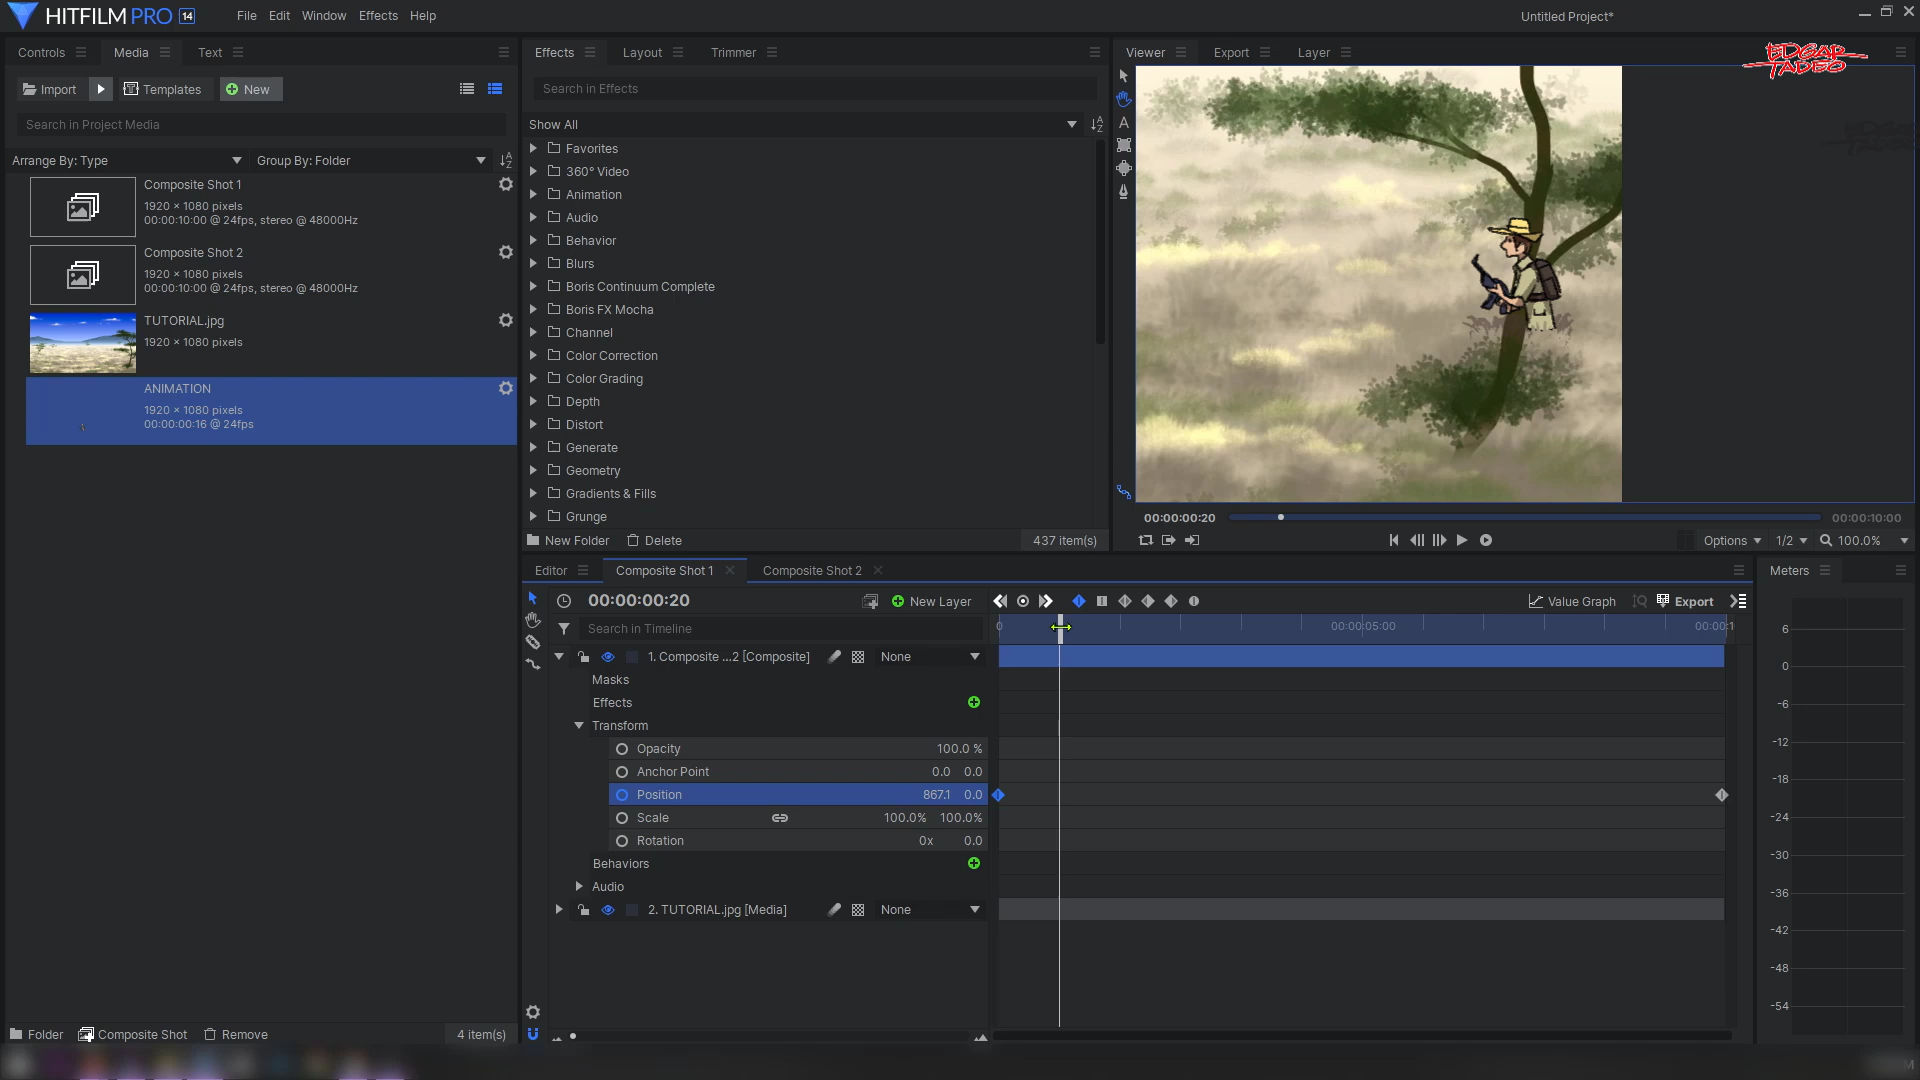 HITFILM PRO 14
File Edit Window Effects Help
Untitled Project*
Controls Media Text
Effects Layout Trimmer
Viewer Export Layer
EDGAR
TADEO
Import Templates New
Search in Project Media
Arrange By: Type Group By: Folder
Composite Shot 1
1920 × 1080 pixels
00:00:10:00 @ 24fps, stereo @ 48000Hz
Composite Shot 2
1920 × 1080 pixels
00:00:10:00 @ 24fps, stereo @ 48000Hz
TUTORIAL.jpg
1920 × 1080 pixels
ANIMATION
1920 × 1080 pixels
00:00:00:16 @ 24fps
Folder Composite Shot Remove 4 item(s)
Search in Effects
Show All
Favorites
360° Video
Animation
Audio
Behavior
Blurs
Boris Continuum Complete
Boris FX Mocha
Channel
Color Correction
Color Grading
Depth
Distort
Generate
Geometry
Gradients & Fills
Grunge
New Folder Delete 437 item(s)
00:00:00:20 00:00:10:00
Options 1/2 100.0%
Editor Composite Shot 1 Composite Shot 2
00:00:00:20 New Layer Value Graph Export
Search in Timeline
0 00:00:05:00 00:00:1
1. Composite ...2 [Composite] None
Masks
Effects
Transform
Opacity 100.0 %
Anchor Point 0.0 0.0
Position 867.1 0.0
Scale 100.0% 100.0%
Rotation 0x 0.0
Behaviors
Audio
2. TUTORIAL.jpg [Media] None
Meters
6
0
-6
-12
-18
-24
-30
-36
-42
-48
-54